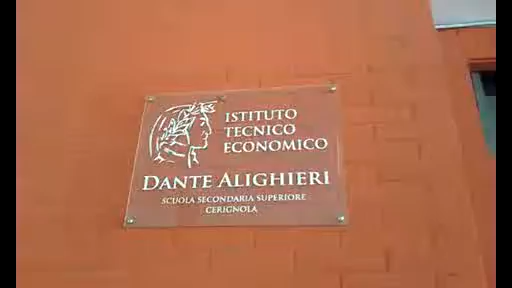 ISTITUTO
TECNICO
ECONOMICO
DANTE ALIGHIERI
SCUOLA SECONDARIA SUPERIORE
CERIGNOLA